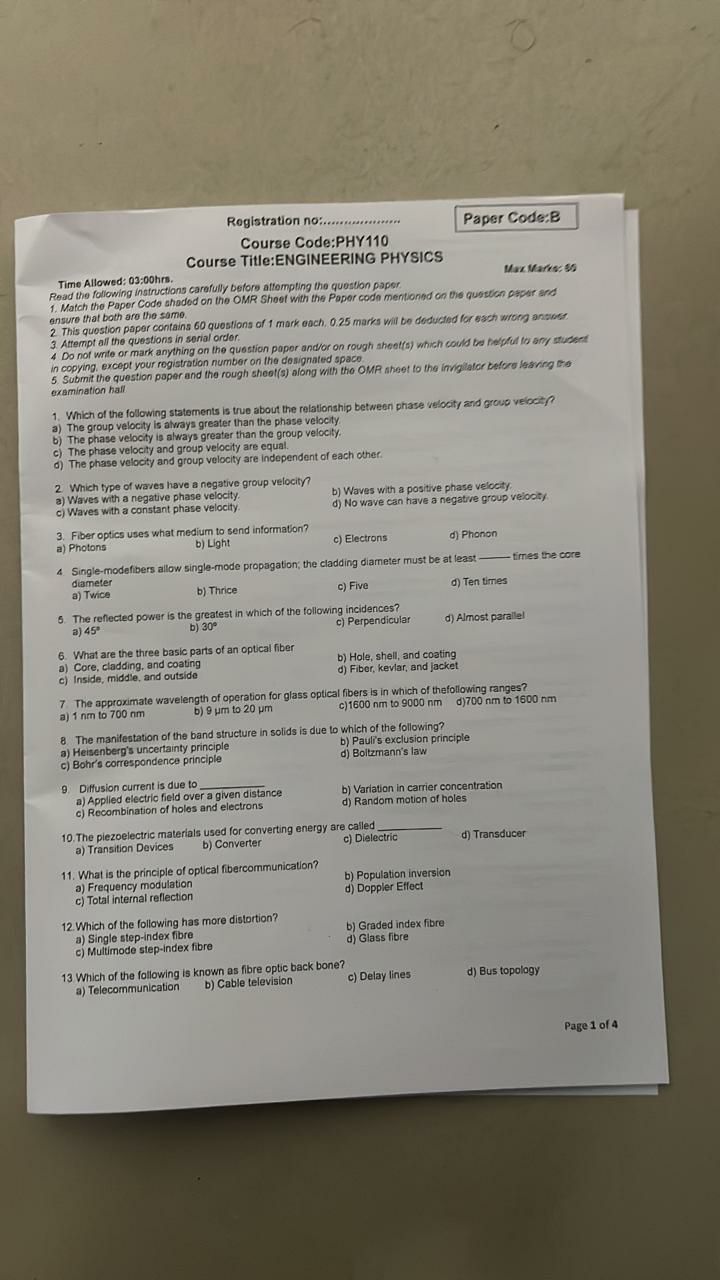 Registration no:...................
Paper Code:B
Course Code:PHY110
Course Title:ENGINEERING PHYSICS
Time Allowed: 03:00hrs.
Max Marks: 60
Read the following instructions carefully before attempting the question paper.
1. Match the Paper Code shaded on the OMR Sheet with the Paper code mentioned on the question paper and
ensure that both are the same.
2. This question paper contains 60 questions of 1 mark each. 0.25 marks will be deducted for each wrong answer.
3. Attempt all the questions in serial order.
4. Do not write or mark anything on the question paper and/or on rough sheet(s) which could be helpful to any student
in copying, except your registration number on the designated space.
5. Submit the question paper and the rough sheet(s) along with the OMR sheet to the invigilator before leaving the
examination hall
1. Which of the following statements is true about the relationship between phase velocity and group velocity?
a) The group velocity is always greater than the phase velocity.
b) The phase velocity is always greater than the group velocity.
c) The phase velocity and group velocity are equal.
d) The phase velocity and group velocity are independent of each other.
2. Which type of waves have a negative group velocity?
a) Waves with a negative phase velocity. b) Waves with a positive phase velocity.
c) Waves with a constant phase velocity. d) No wave can have a negative group velocity.
3. Fiber optics uses what medium to send information?
a) Photons b) Light c) Electrons d) Phonon
4. Single-modefibers allow single-mode propagation; the cladding diameter must be at least ——— times the core
diameter
a) Twice b) Thrice c) Five d) Ten times
5. The reflected power is the greatest in which of the following incidences?
a) 45º b) 30º c) Perpendicular d) Almost parallel
6. What are the three basic parts of an optical fiber
a) Core, cladding, and coating b) Hole, shell, and coating
c) Inside, middle, and outside d) Fiber, kevlar, and jacket
7. The approximate wavelength of operation for glass optical fibers is in which of thefollowing ranges?
a) 1 nm to 700 nm b) 9 µm to 20 µm c)1600 nm to 9000 nm d)700 nm to 1600 nm
8. The manifestation of the band structure in solids is due to which of the following?
a) Heisenberg's uncertainty principle b) Pauli's exclusion principle
c) Bohr's correspondence principle d) Boltzmann's law
9. Diffusion current is due to ___________
a) Applied electric field over a given distance b) Variation in carrier concentration
c) Recombination of holes and electrons d) Random motion of holes
10.The piezoelectric materials used for converting energy are called ___________
a) Transition Devices b) Converter c) Dielectric d) Transducer
11. What is the principle of optical fibercommunication?
a) Frequency modulation b) Population inversion
c) Total internal reflection d) Doppler Effect
12.Which of the following has more distortion?
a) Single step-index fibre b) Graded index fibre
c) Multimode step-index fibre d) Glass fibre
13.Which of the following is known as fibre optic back bone?
a) Telecommunication b) Cable television c) Delay lines d) Bus topology
Page 1 of 4